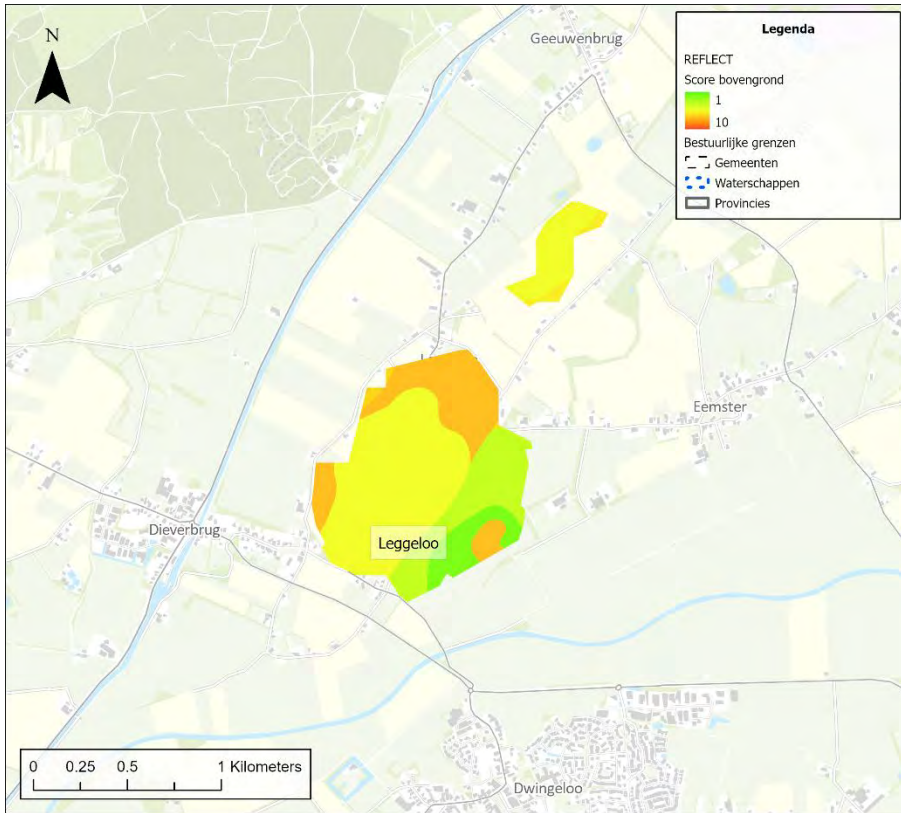 N
Geeuwenbrug
Legenda
REFLECT
Score bovengrond
1
10
Bestuurlijke grenzen
Gemeenten
Waterschappen
Provincies
Eemster
Dieverbrug
Leggeloo
0 0.25 0.5 1 Kilometers
Dwingeloo